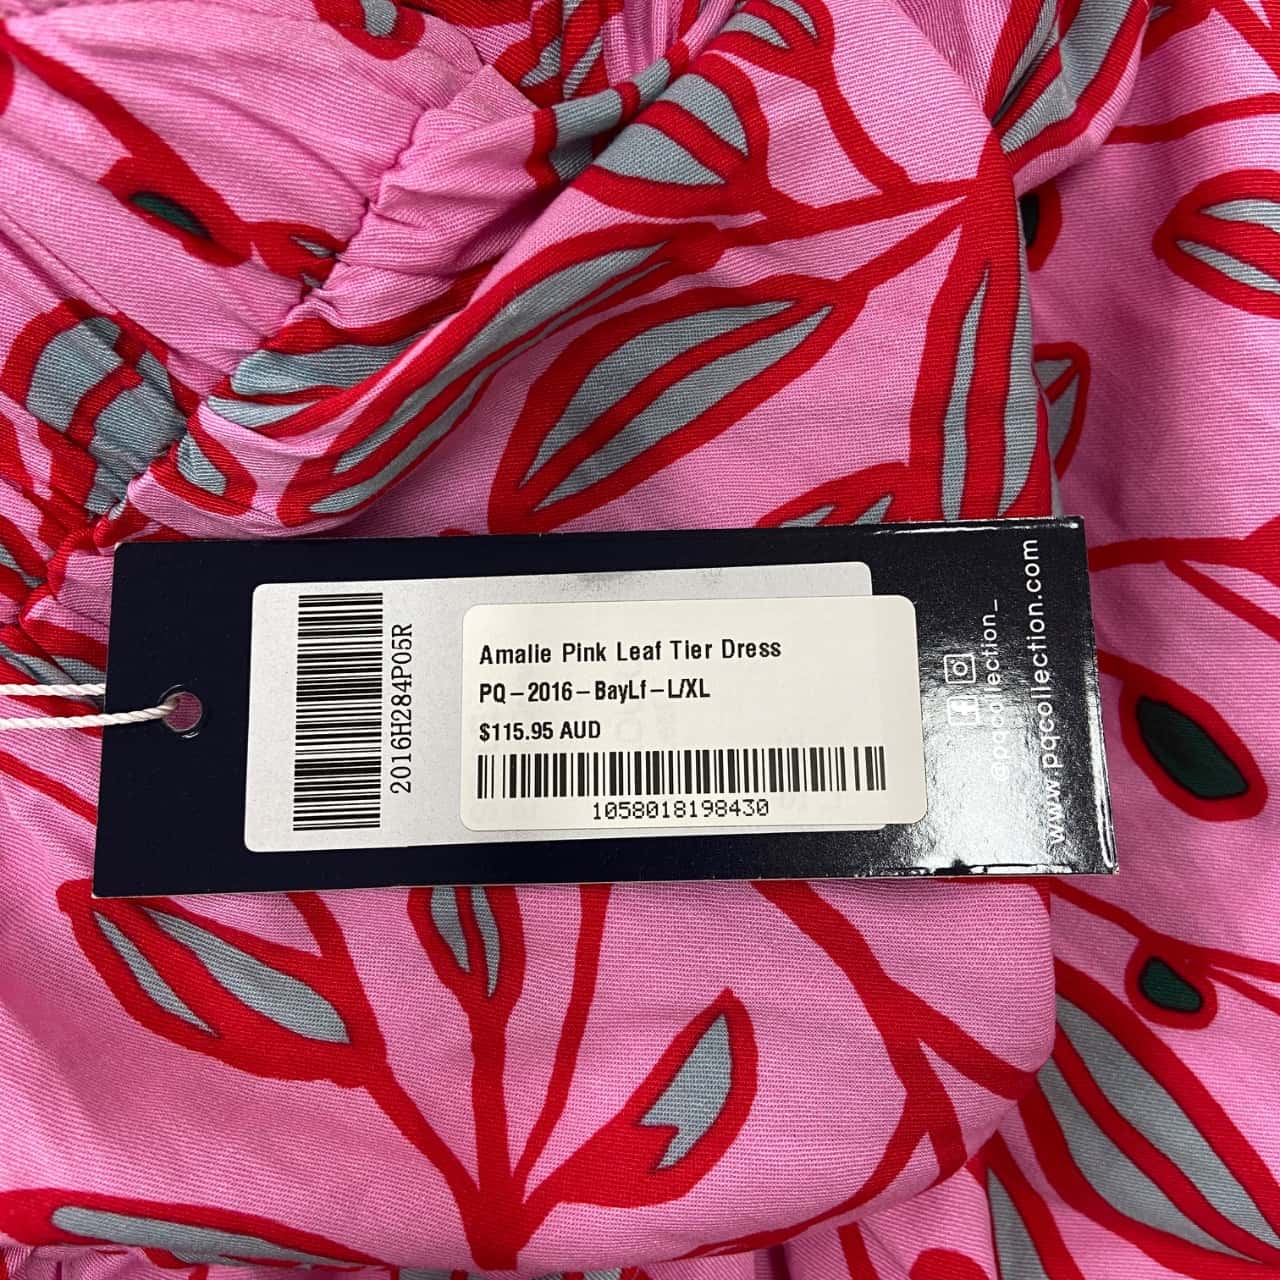 2016H284P05R
Amalie Pink Leaf Tier Dress
PQ-2016-BayLf-L/XL
$115.95 AUD
1058018198430
@pqcollection_
www.pqcollection.com